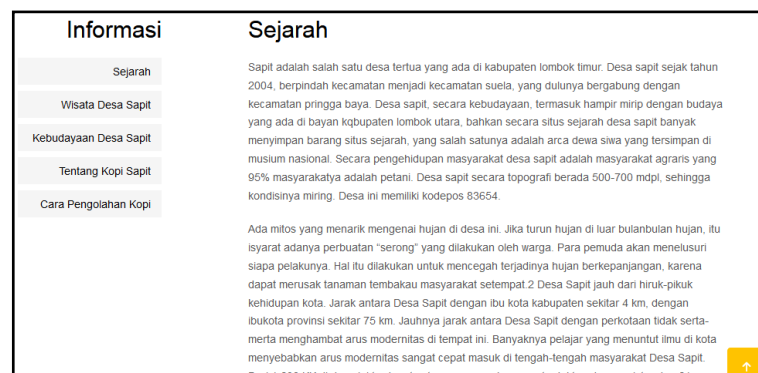 Informasi
Sejarah
Wisata Desa Sapit
Kebudayaan Desa Sapit
Tentang Kopi Sapit
Cara Pengolahan Kopi
Sejarah
Sapit adalah salah satu desa tertua yang ada di kabupaten lombok timur. Desa sapit sejak tahun
2004, berpindah kecamatan menjadi kecamatan suela, yang dulunya bergabung dengan
kecamatan pringga baya. Desa sapit, secara kebudayaan, termasuk hampir mirip dengan budaya
yang ada di bayan kqbupaten lombok utara, bahkan secara situs sejarah desa sapit banyak
menyimpan barang situs sejarah, yang salah satunya adalah arca dewa siwa yang tersimpan di
musium nasional. Secara pengehidupan masyarakat desa sapit adalah masyarakat agraris yang
95% masyarakatya adalah petani. Desa sapit secara topografi berada 500-700 mdpl, sehingga
kondisinya miring. Desa ini memiliki kodepos 83654.
Ada mitos yang menarik mengenai hujan di desa ini. Jika turun hujan di luar bulanbulan hujan, itu
isyarat adanya perbuatan “serong” yang dilakukan oleh warga. Para pemuda akan menelusuri
siapa pelakunya. Hal itu dilakukan untuk mencegah terjadinya hujan berkepanjangan, karena
dapat merusak tanaman tembakau masyarakat setempat.2 Desa Sapit jauh dari hiruk-pikuk
kehidupan kota. Jarak antara Desa Sapit dengan ibu kota kabupaten sekitar 4 km, dengan
ibukota provinsi sekitar 75 km. Jauhnya jarak antara Desa Sapit dengan perkotaan tidak serta-
merta menghambat arus modernitas di tempat ini. Banyaknya pelajar yang menuntut ilmu di kota
menyebabkan arus modernitas sangat cepat masuk di tengah-tengah masyarakat Desa Sapit.